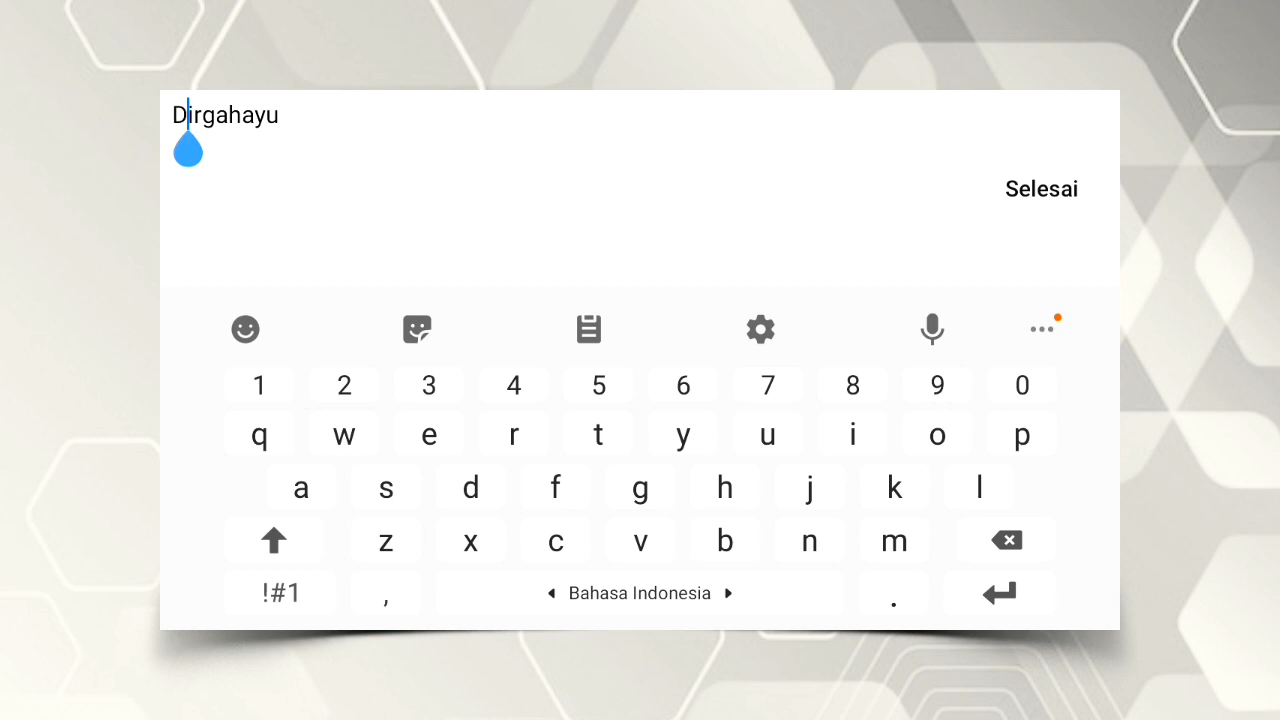 Dirgahayu
Selesai
1 2 3 4 5 6 7 8 9 0
q w e r t y u i o p
a s d f g h j k l
z x c v b n m
!#1 , Bahasa Indonesia .